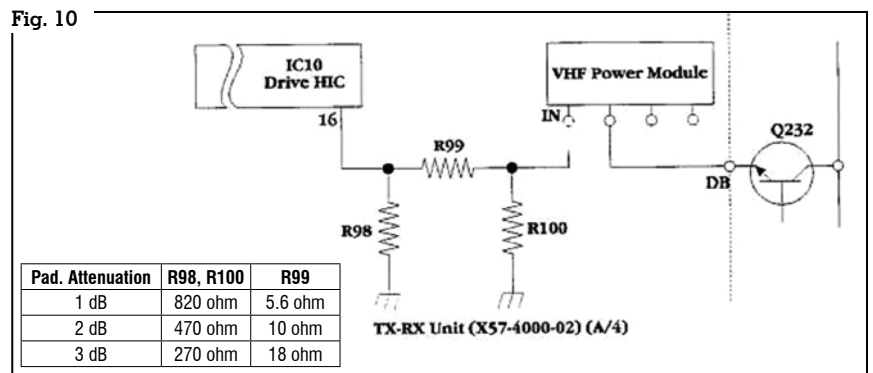 Fig. 10
IC10
Drive HIC
16
VHF Power Module
IN
R99
Q232
DB
R98
R100
Pad. Attenuation R98, R100 R99
1 dB 820 ohm 5.6 ohm
2 dB 470 ohm 10 ohm
3 dB 270 ohm 18 ohm
TX-RX Unit (X57-4000-02) (A/4)